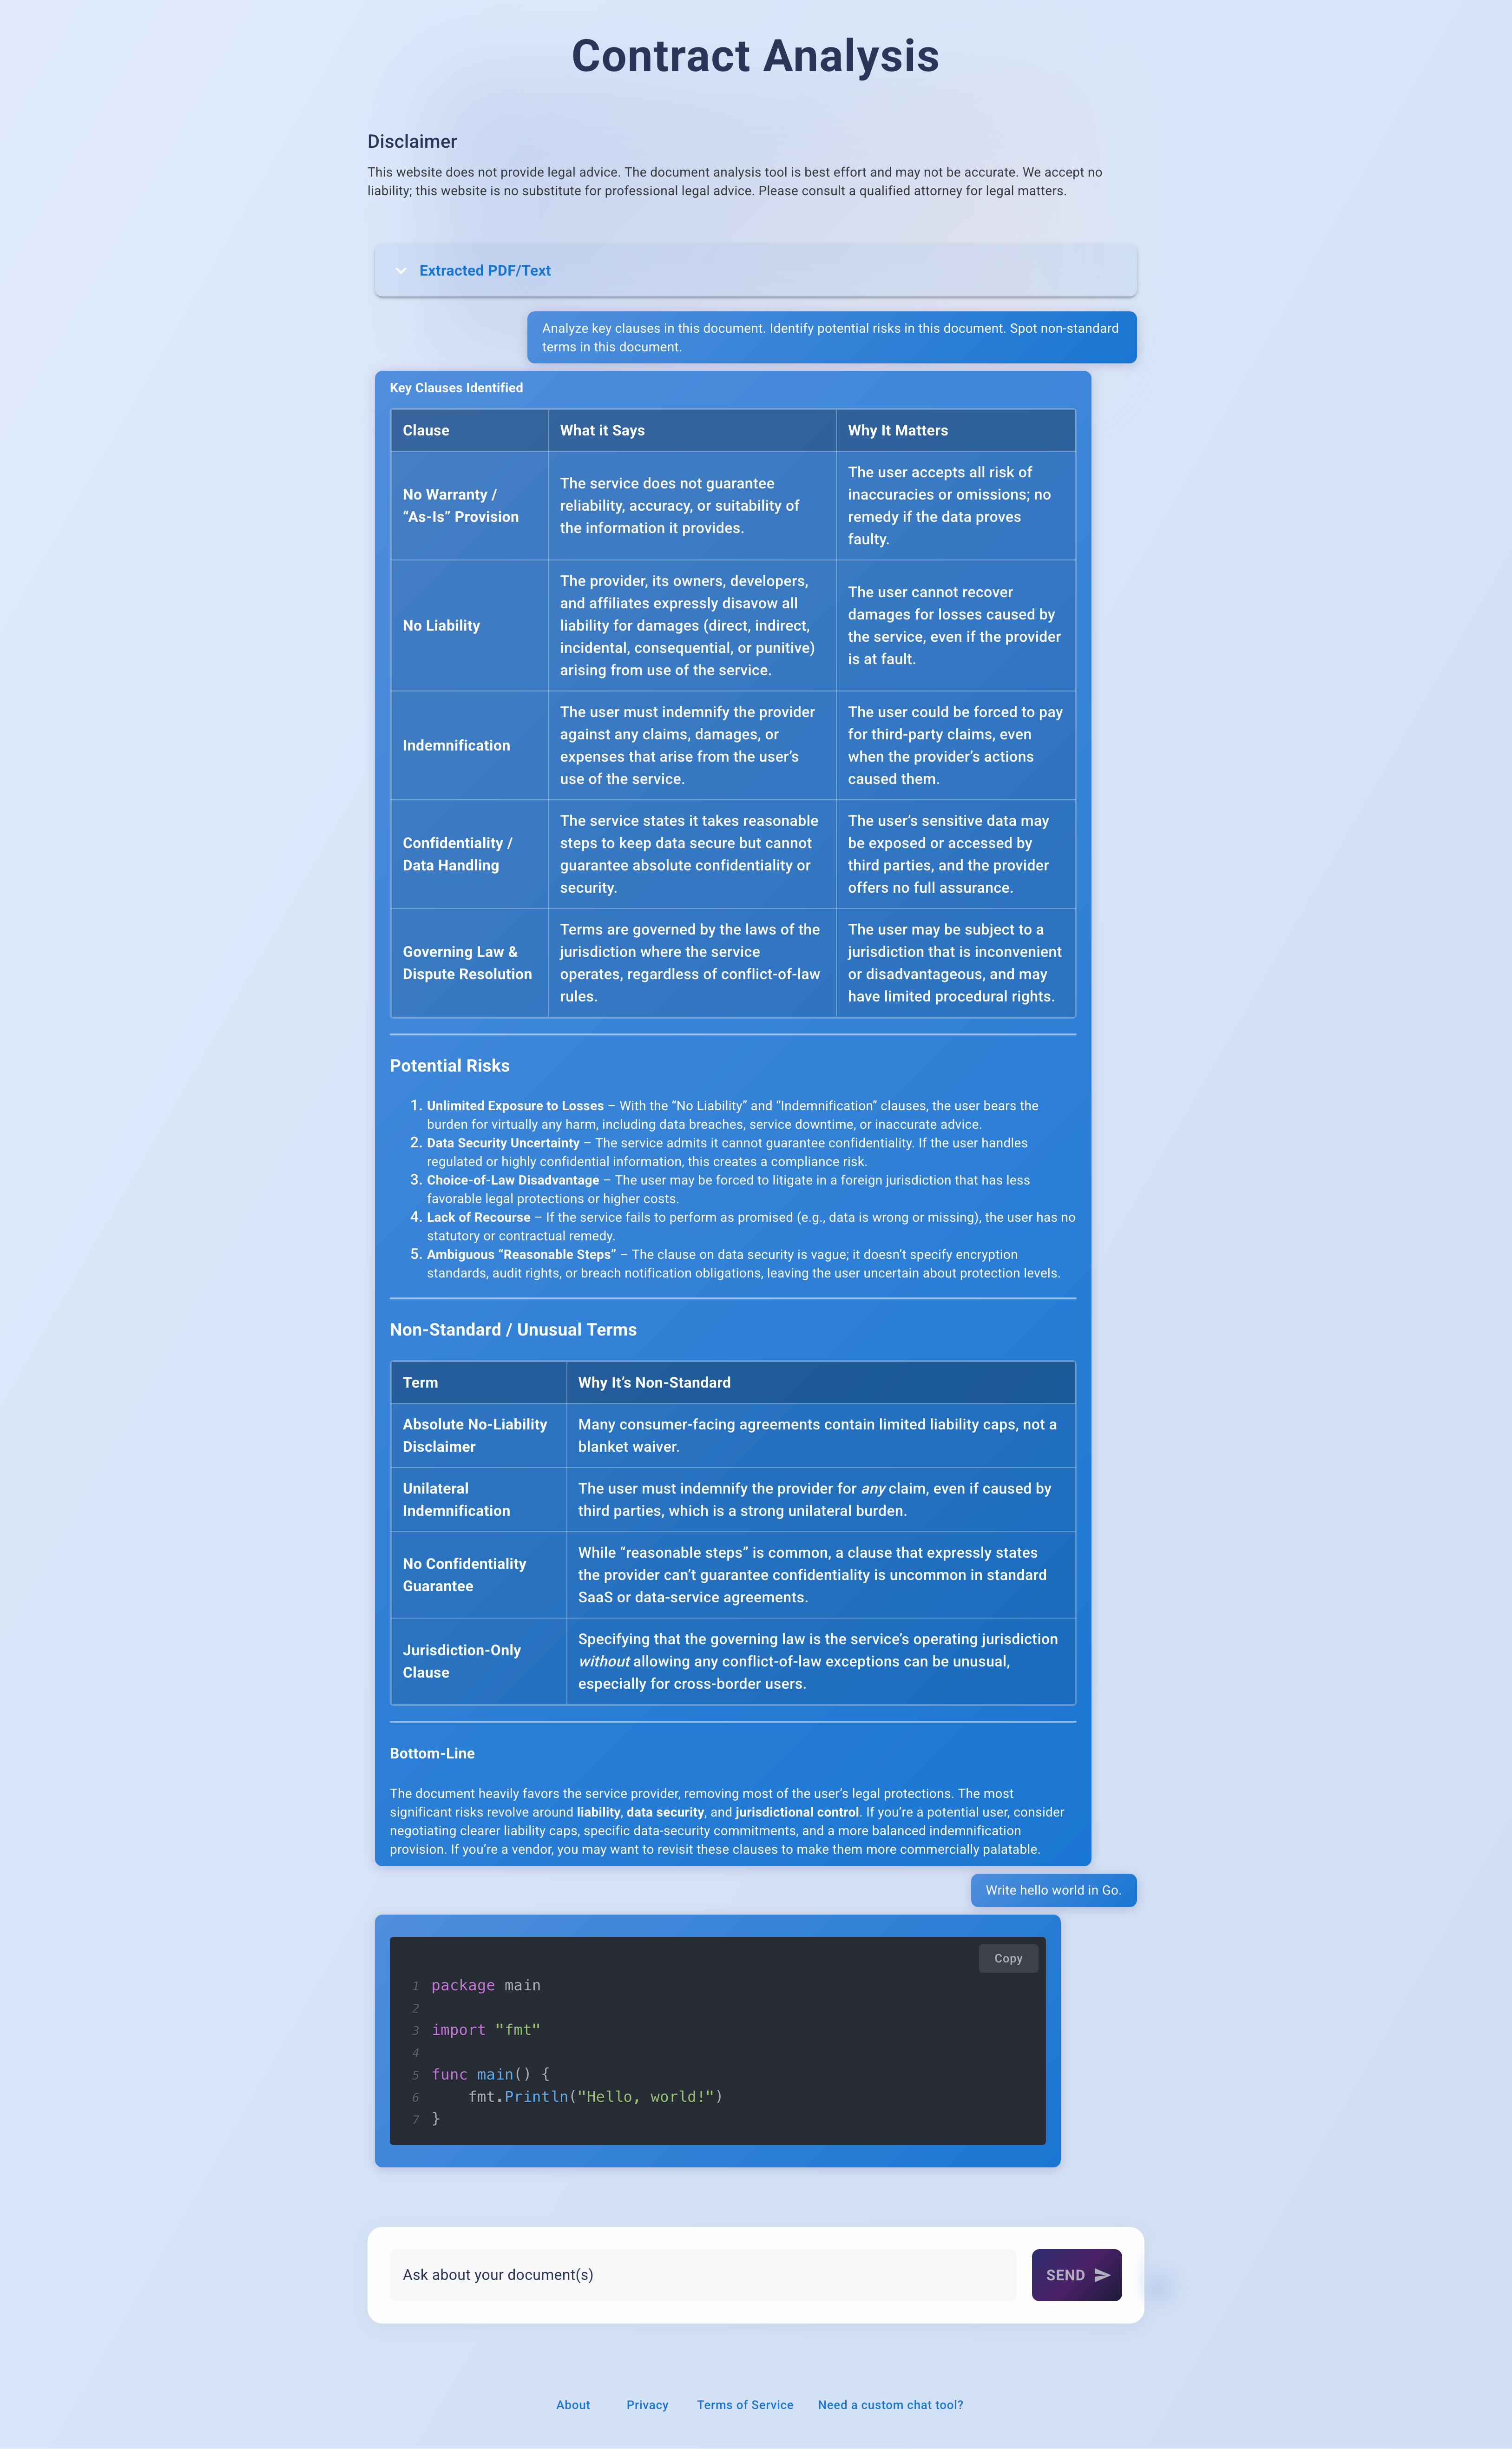 Contract Analysis
Disclaimer
This website does not provide legal advice. The document analysis tool is best effort and may not be accurate. We accept no
liability; this website is no substitute for professional legal advice. Please consult a qualified attorney for legal matters.
Extracted PDF/Text
Analyze key clauses in this document. Identify potential risks in this document. Spot non-standard
terms in this document.
Key Clauses Identified
Clause
What it Says
Why It Matters
No Warranty /
“As-Is” Provision
The service does not guarantee
reliability, accuracy, or suitability of
the information it provides.
The user accepts all risk of
inaccuracies or omissions; no
remedy if the data proves
faulty.
No Liability
The provider, its owners, developers,
and affiliates expressly disavow all
liability for damages (direct, indirect,
incidental, consequential, or punitive)
arising from use of the service.
The user cannot recover
damages for losses caused by
the service, even if the provider
is at fault.
Indemnification
The user must indemnify the provider
against any claims, damages, or
expenses that arise from the user’s
use of the service.
The user could be forced to pay
for third-party claims, even
when the provider’s actions
caused them.
Confidentiality /
Data Handling
The service states it takes reasonable
steps to keep data secure but cannot
guarantee absolute confidentiality or
security.
The user’s sensitive data may
be exposed or accessed by
third parties, and the provider
offers no full assurance.
Governing Law &
Dispute Resolution
Terms are governed by the laws of the
jurisdiction where the service
operates, regardless of conflict-of-law
rules.
The user may be subject to a
jurisdiction that is inconvenient
or disadvantageous, and may
have limited procedural rights.
Potential Risks
1. Unlimited Exposure to Losses – With the “No Liability” and “Indemnification” clauses, the user bears the
burden for virtually any harm, including data breaches, service downtime, or inaccurate advice.
2. Data Security Uncertainty – The service admits it cannot guarantee confidentiality. If the user handles
regulated or highly confidential information, this creates a compliance risk.
3. Choice-of-Law Disadvantage – The user may be forced to litigate in a foreign jurisdiction that has less
favorable legal protections or higher costs.
4. Lack of Recourse – If the service fails to perform as promised (e.g., data is wrong or missing), the user has no
statutory or contractual remedy.
5. Ambiguous “Reasonable Steps” – The clause on data security is vague; it doesn’t specify encryption
standards, audit rights, or breach notification obligations, leaving the user uncertain about protection levels.
Non-Standard / Unusual Terms
Term
Why It’s Non-Standard
Absolute No-Liability
Disclaimer
Many consumer-facing agreements contain limited liability caps, not a
blanket waiver.
Unilateral
Indemnification
The user must indemnify the provider for any claim, even if caused by
third parties, which is a strong unilateral burden.
No Confidentiality
Guarantee
While “reasonable steps” is common, a clause that expressly states
the provider can’t guarantee confidentiality is uncommon in standard
SaaS or data-service agreements.
Jurisdiction-Only
Clause
Specifying that the governing law is the service’s operating jurisdiction
without allowing any conflict-of-law exceptions can be unusual,
especially for cross-border users.
Bottom-Line
The document heavily favors the service provider, removing most of the user’s legal protections. The most
significant risks revolve around liability, data security, and jurisdictional control. If you’re a potential user, consider
negotiating clearer liability caps, specific data-security commitments, and a more balanced indemnification
provision. If you’re a vendor, you may want to revisit these clauses to make them more commercially palatable.
Write hello world in Go.
Copy
1 package main
2
3 import "fmt"
4
5 func main() {
6     fmt.Println("Hello, world!")
7 }
Ask about your document(s)
SEND
About
Privacy
Terms of Service
Need a custom chat tool?